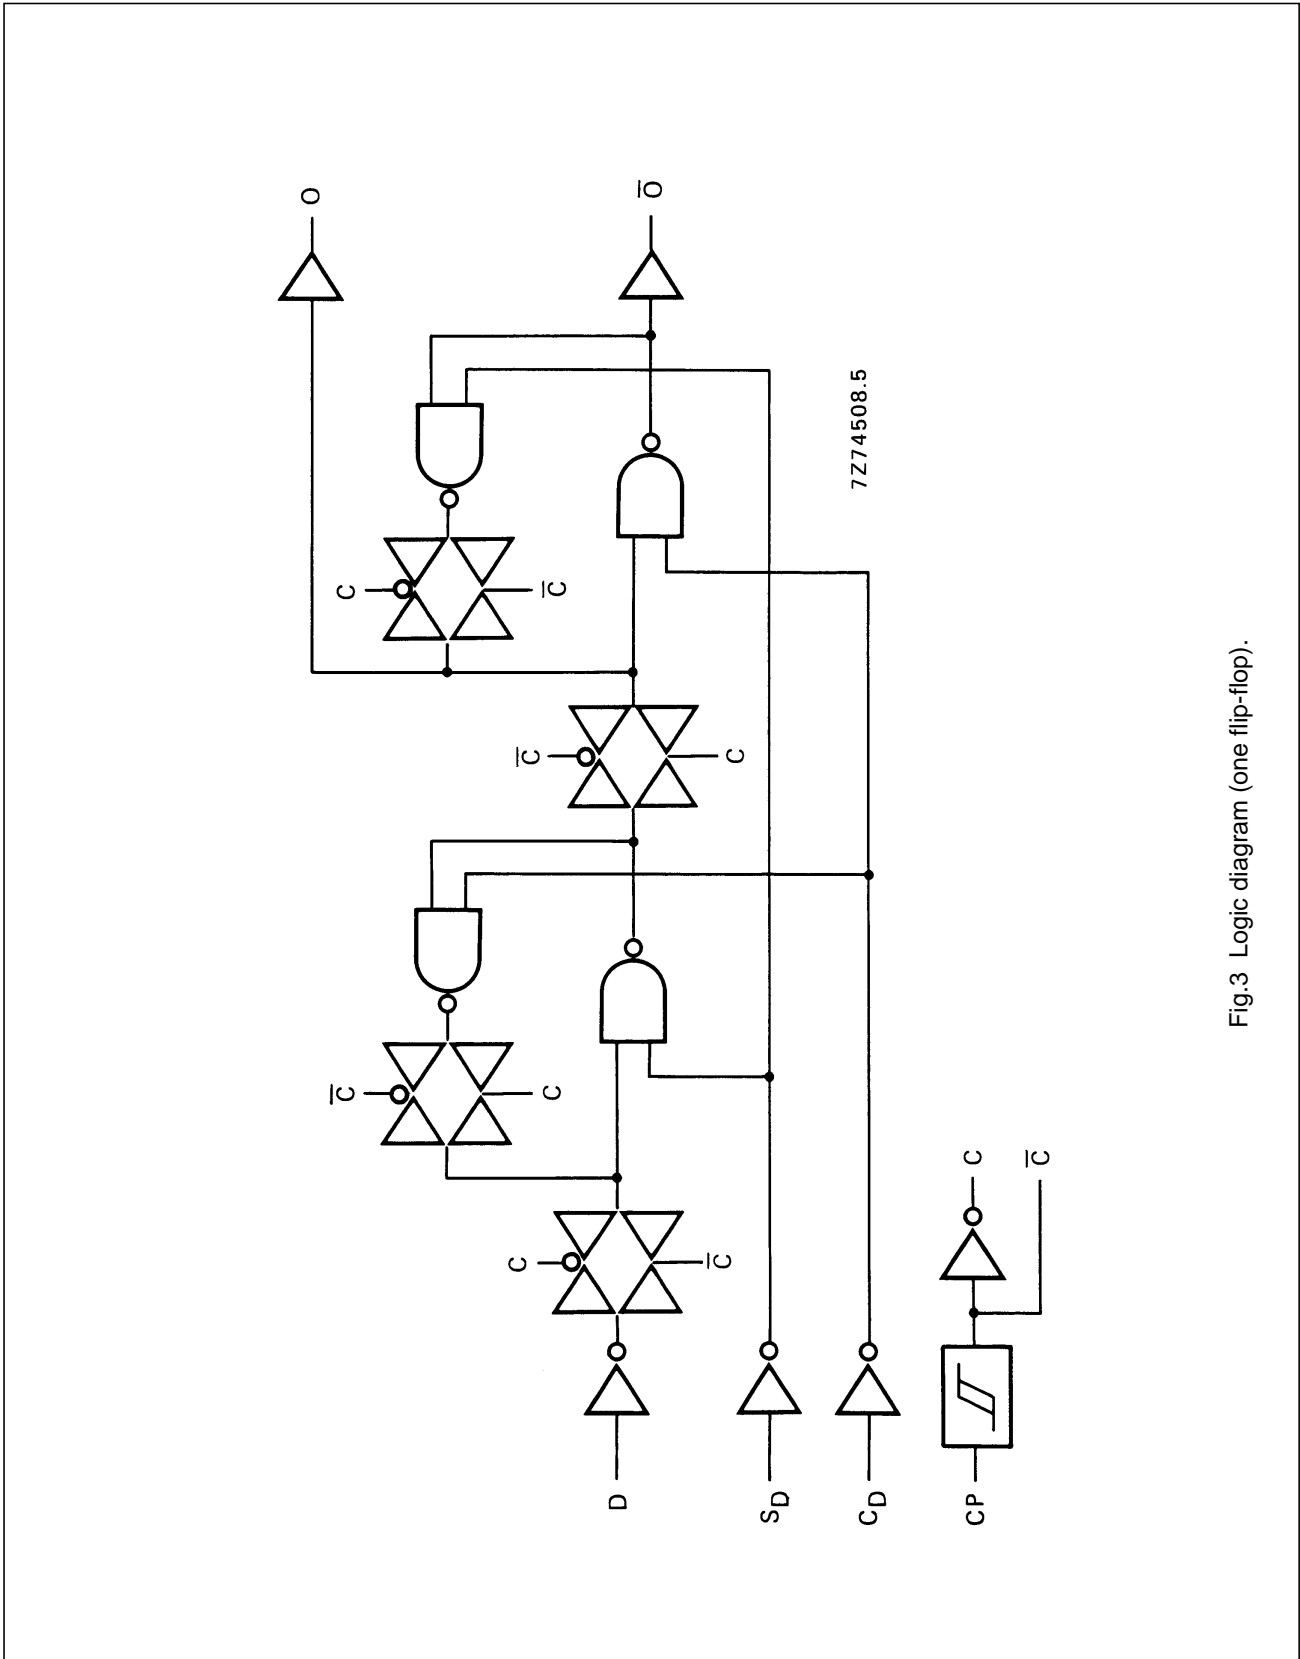 O
O̅
C
C̅
C̅
C
C̅
C
C
C̅
D
S_D
C_D
CP
C
C̅
7Z74508.5
Fig.3 Logic diagram (one flip-flop).